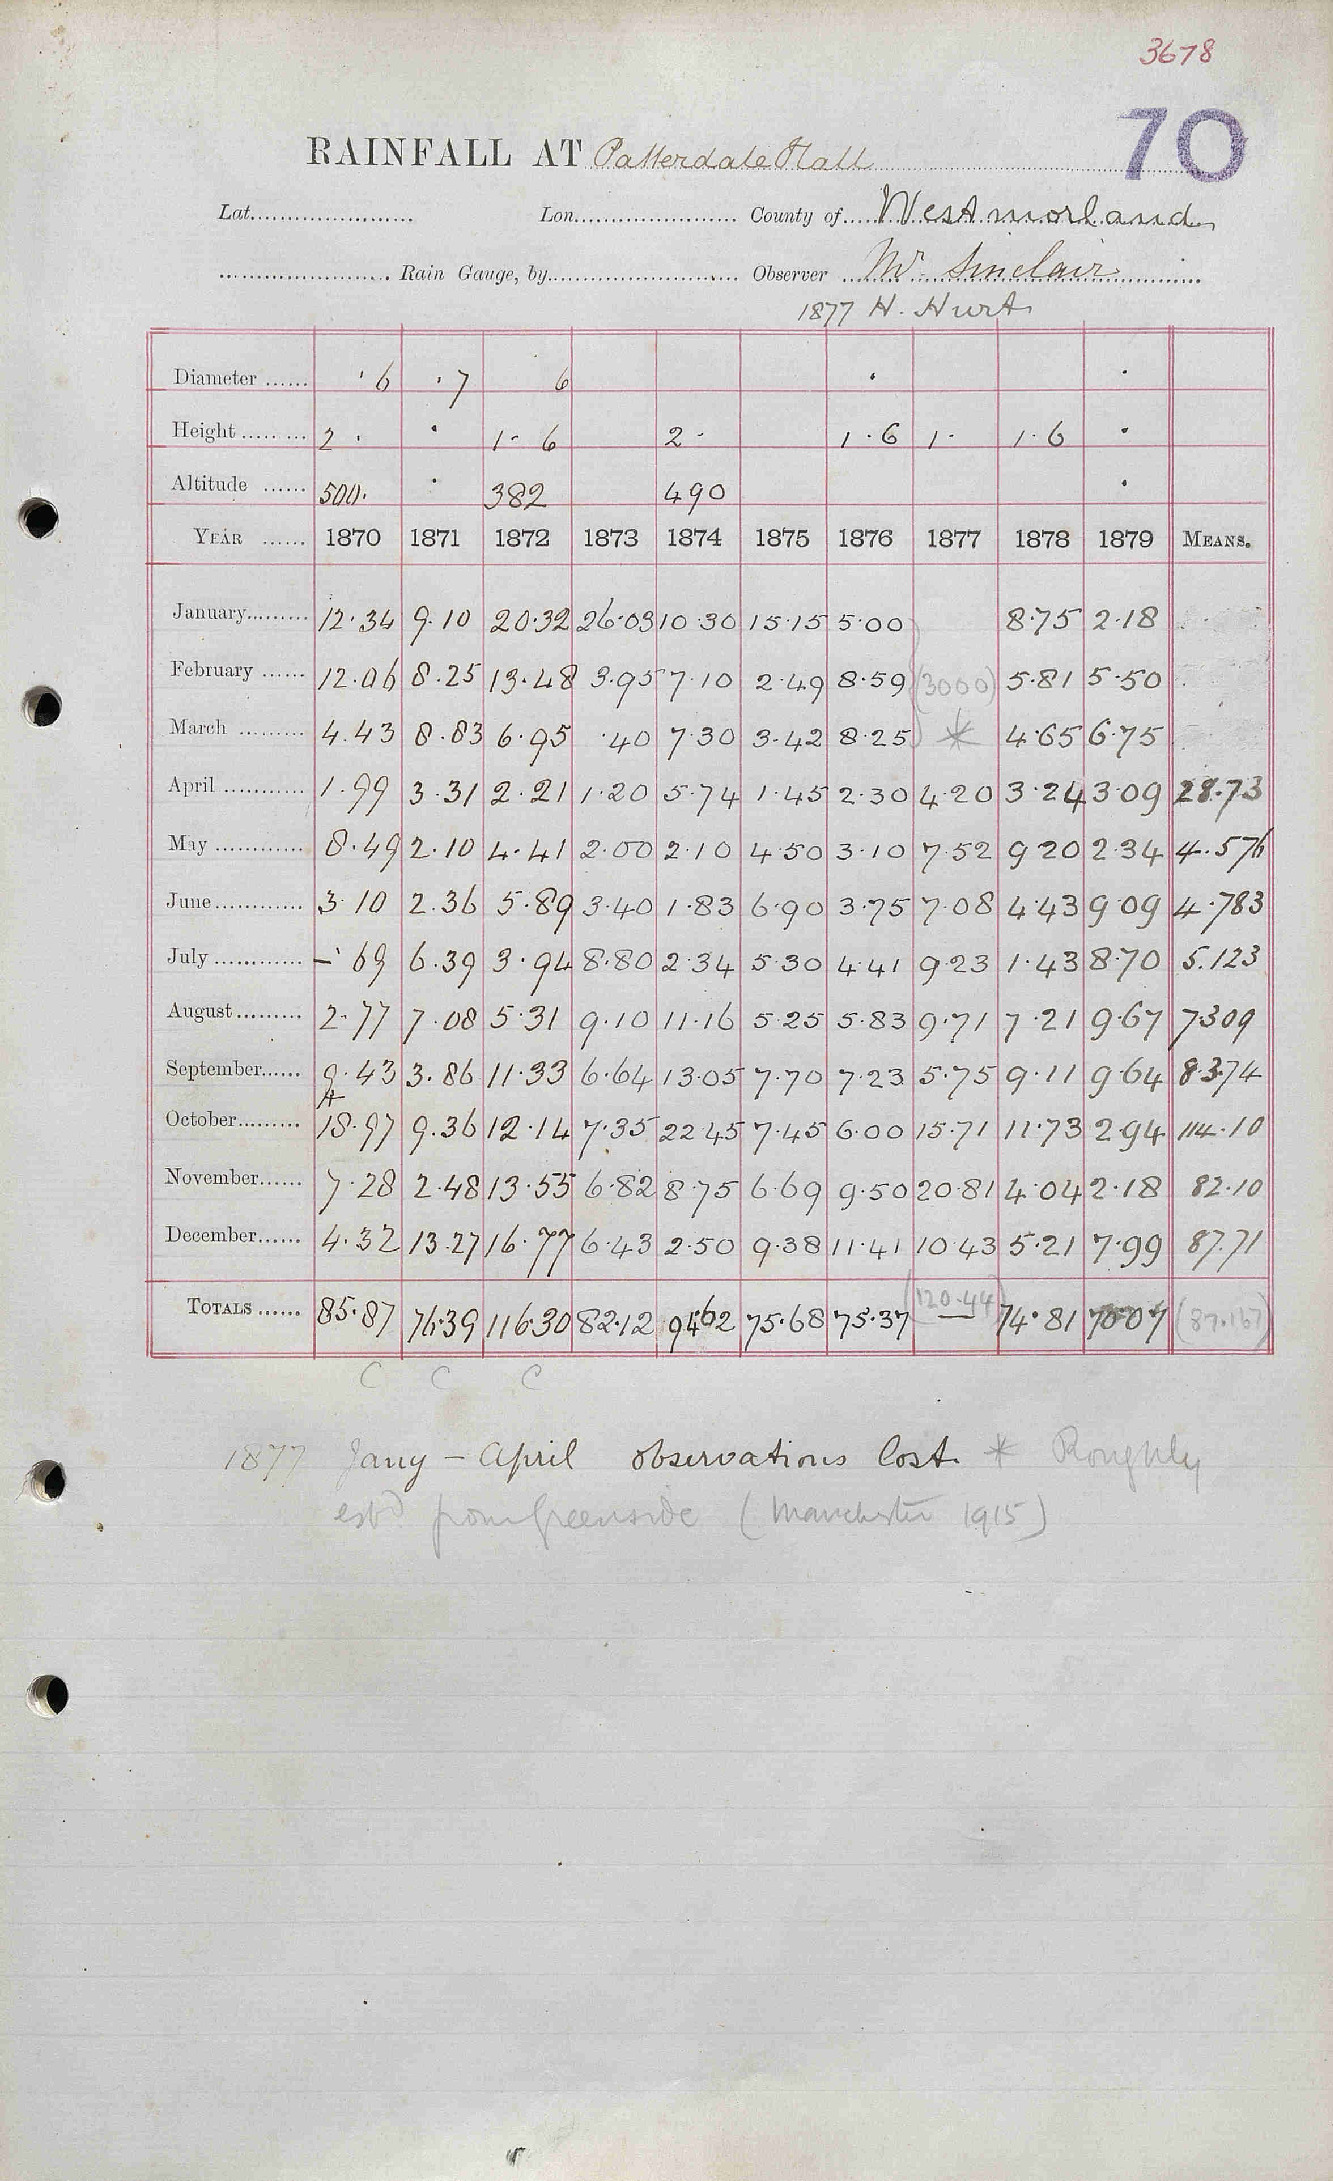 3678
70
RAINFALL AT Patterdale Hall
Lat. Lon. County of Westmorland
Rain Gauge, by Observer Mr Sinclair
1877 H. Hurt
Diameter ...... ·6 ·7 6
Height ........ 2· 1·6 2· 1·6 1· 1·6
Altitude ...... 500· 382 490
YEAR ...... 1870 1871 1872 1873 1874 1875 1876 1877 1878 1879 MEANS.
January......... 12·34 9·10 20·32 26·03 10·30 15·15 5·00 8·75 2·18
February ...... 12·06 8·25 13·48 3·95 7·10 2·49 8·59 (3000) 5·81 5·50
March ......... 4·43 8·83 6·95 ·40 7·30 3·42 8·25 * 4·65 6·75
April ........... 1·99 3·31 2·21 1·20 5·74 1·45 2·30 4·20 3·24 3·09 28·73
May ............. 8·49 2·10 4·41 2·00 2·10 4·50 3·10 7·52 9·20 2·34 4·576
June............. 3·10 2·36 5·89 3·40 1·83 6·90 3·75 7·08 4·43 9·09 4·783
July ............. –·69 6·39 3·94 8·80 2·34 5·30 4·41 9·23 1·43 8·70 5·123
August.......... 2·77 7·08 5·31 9·10 11·16 5·25 5·83 9·71 7·21 9·67 7309
September...... 9·43 3·86 11·33 6·64 13·05 7·70 7·23 5·75 9·11 9·64 8374
October......... 18·97 9·36 12·14 7·35 22·45 7·45 6·00 15·71 11·73 2·94 114·10
November...... 7·28 2·48 13·55 6·82 8·75 6·69 9·50 20·81 4·04 2·18 82·10
December...... 4·32 13·27 16·77 6·43 2·50 9·38 11·41 10·43 5·21 7·99 87·71
TOTALS ...... 85·87 76·39 116·30 82·12 94·62 75·68 75·37 (120·44) — 74·81 70·07 (87·167)
C C C
1877 Jany – April observations lost. * Roughly
estd from Greenside (Manchester 1915)